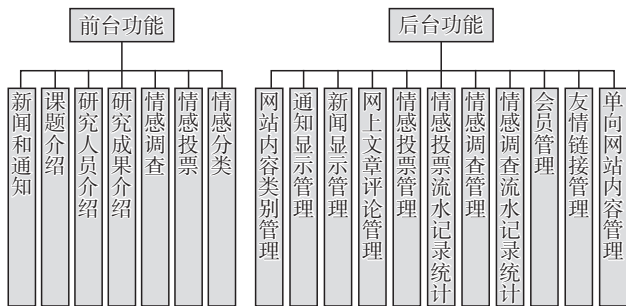 前台功能
新闻和通知
课题介绍
研究人员介绍
研究成果介绍
情感调查
情感投票
情感分类
后台功能
网站内容类别管理
通知显示管理
新闻显示管理
网上文章评论管理
情感投票管理
情感投票流水记录统计
情感调查管理
情感调查流水记录统计
会员管理
友情链接管理
单向网站内容管理